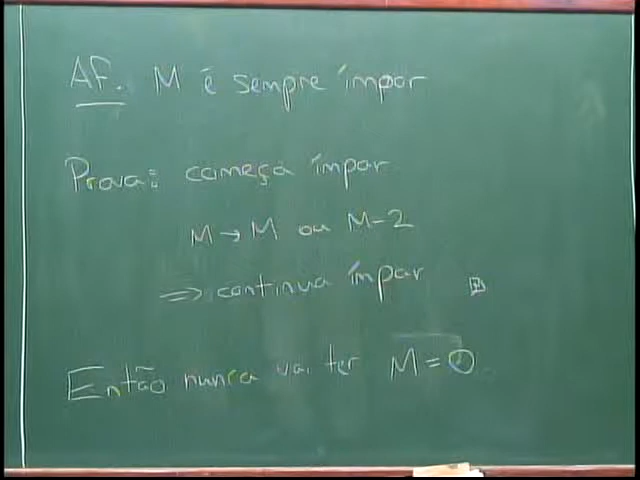 AF. M é sempre ímpar
Prova: começa ímpar
M → M ou M-2
⇒ continua ímpar
Então nunca vai ter M = 0